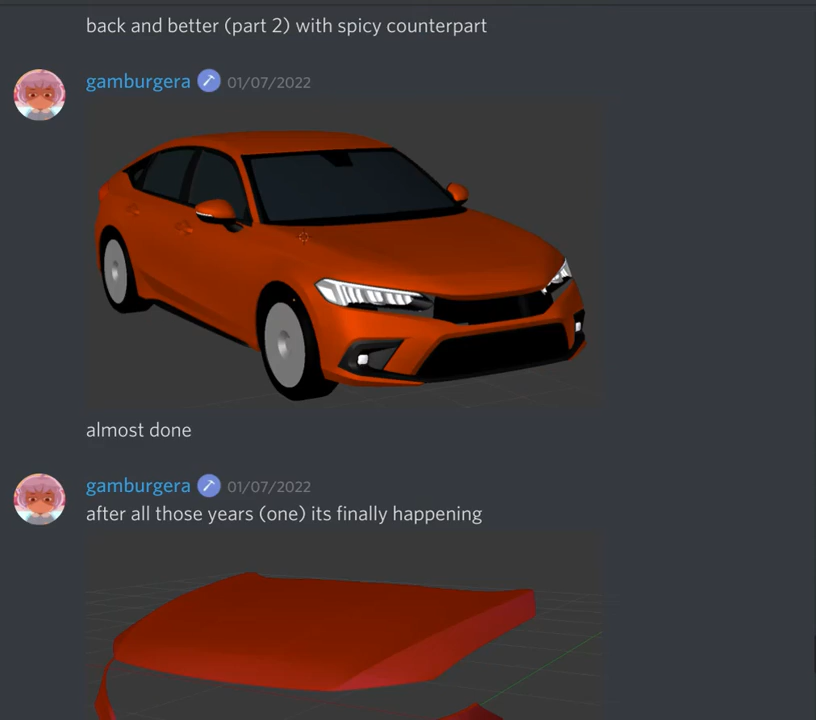 back and better (part 2) with spicy counterpart
gamburgera 01/07/2022
almost done
gamburgera 01/07/2022
after all those years (one) its finally happening